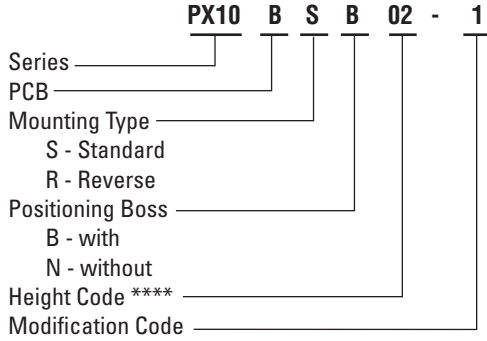 PX10 B S B 02 - 1
Series
PCB
Mounting Type
S - Standard
R - Reverse
Positioning Boss
B - with
N - without
Height Code ****
Modification Code